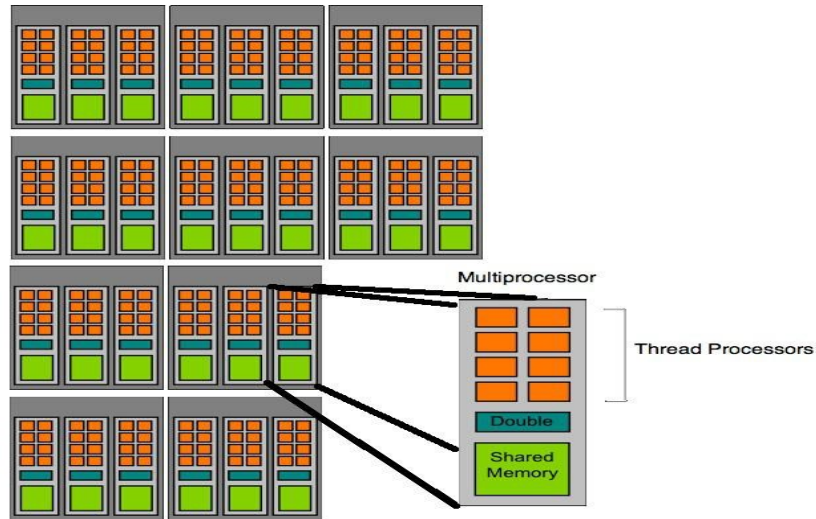 Multiprocessor
Thread Processors
Double
Shared
Memory